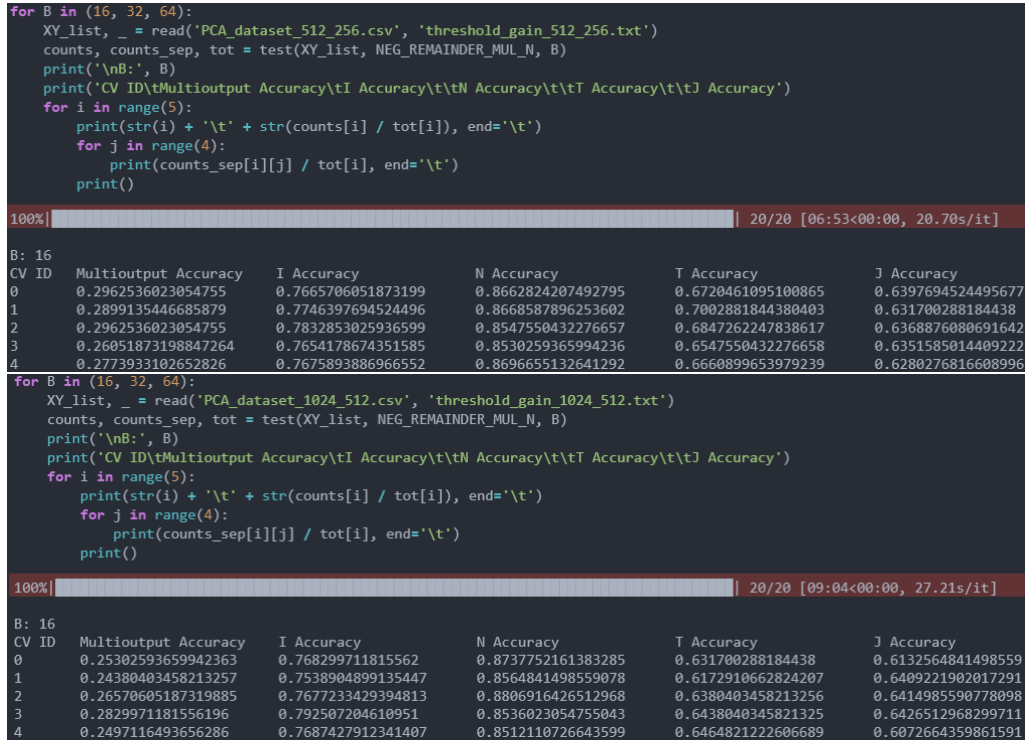 for B in (16, 32, 64):
    XY_list, _ = read('PCA_dataset_512_256.csv', 'threshold_gain_512_256.txt')
    counts, counts_sep, tot = test(XY_list, NEG_REMAINDER_MUL_N, B)
    print('\nB:', B)
    print('CV ID\tMultioutput Accuracy\tI Accuracy\t\tN Accuracy\t\tT Accuracy\t\tJ Accuracy')
    for i in range(5):
        print(str(i) + '\t' + str(counts[i] / tot[i]), end='\t')
        for j in range(4):
            print(counts_sep[i][j] / tot[i], end='\t')
        print()
100%| | 20/20 [06:53<00:00, 20.70s/it]
B: 16
CV ID Multioutput Accuracy I Accuracy N Accuracy T Accuracy J Accuracy
0 0.2962536023054755 0.7665706051873199 0.8662824207492795 0.6720461095100865 0.6397694524495677
1 0.2899135446685879 0.7746397694524496 0.8668587896253602 0.7002881844380403 0.631700288184438
2 0.2962536023054755 0.7832853025936599 0.8547550432276657 0.6847262247838617 0.6368876080691642
3 0.26051873198847264 0.7654178674351585 0.8530259365994236 0.6547550432276658 0.6351585014409222
4 0.2773933102652826 0.7675893886966552 0.8696655132641292 0.6660899653979239 0.6280276816608996
for B in (16, 32, 64):
    XY_list, _ = read('PCA_dataset_1024_512.csv', 'threshold_gain_1024_512.txt')
    counts, counts_sep, tot = test(XY_list, NEG_REMAINDER_MUL_N, B)
    print('\nB:', B)
    print('CV ID\tMultioutput Accuracy\tI Accuracy\t\tN Accuracy\t\tT Accuracy\t\tJ Accuracy')
    for i in range(5):
        print(str(i) + '\t' + str(counts[i] / tot[i]), end='\t')
        for j in range(4):
            print(counts_sep[i][j] / tot[i], end='\t')
        print()
100%| | 20/20 [09:04<00:00, 27.21s/it]
B: 16
CV ID Multioutput Accuracy I Accuracy N Accuracy T Accuracy J Accuracy
0 0.25302593659942363 0.768299711815562 0.8737752161383285 0.631700288184438 0.6132564841498559
1 0.24380403458213257 0.7538904899135447 0.8564841498559078 0.6172910662824207 0.6409221902017291
2 0.26570605187319885 0.7677233429394813 0.8806916426512968 0.6380403458213256 0.6414985590778098
3 0.2829971181556196 0.792507204610951 0.8536023054755043 0.6438040345821325 0.6426512968299711
4 0.2497116493656286 0.7687427912341407 0.8512110726643599 0.6464821222606689 0.6072664359861591